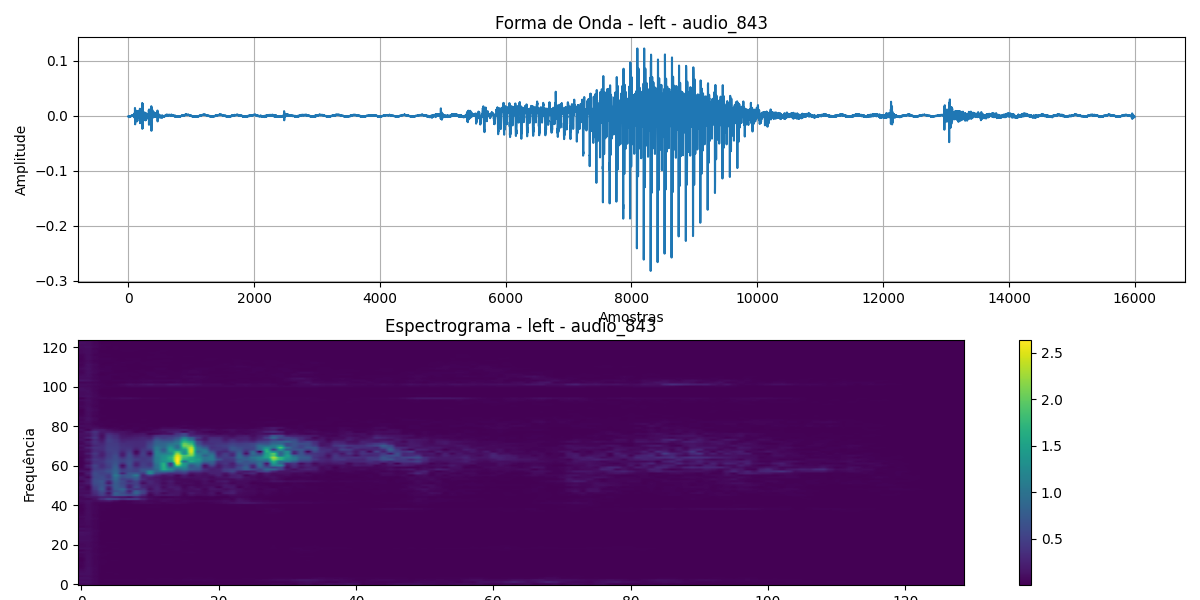 Forma de Onda - left - audio_843
0.1
0.0
−0.1
−0.2
−0.3
Amplitude
0 2000 4000 6000 8000 10000 12000 14000 16000
Amostras
Espectrograma - left - audio_843
120
100
80
60
40
20
0
Frequência
0 20 40 60 80 100 120
2.5
2.0
1.5
1.0
0.5